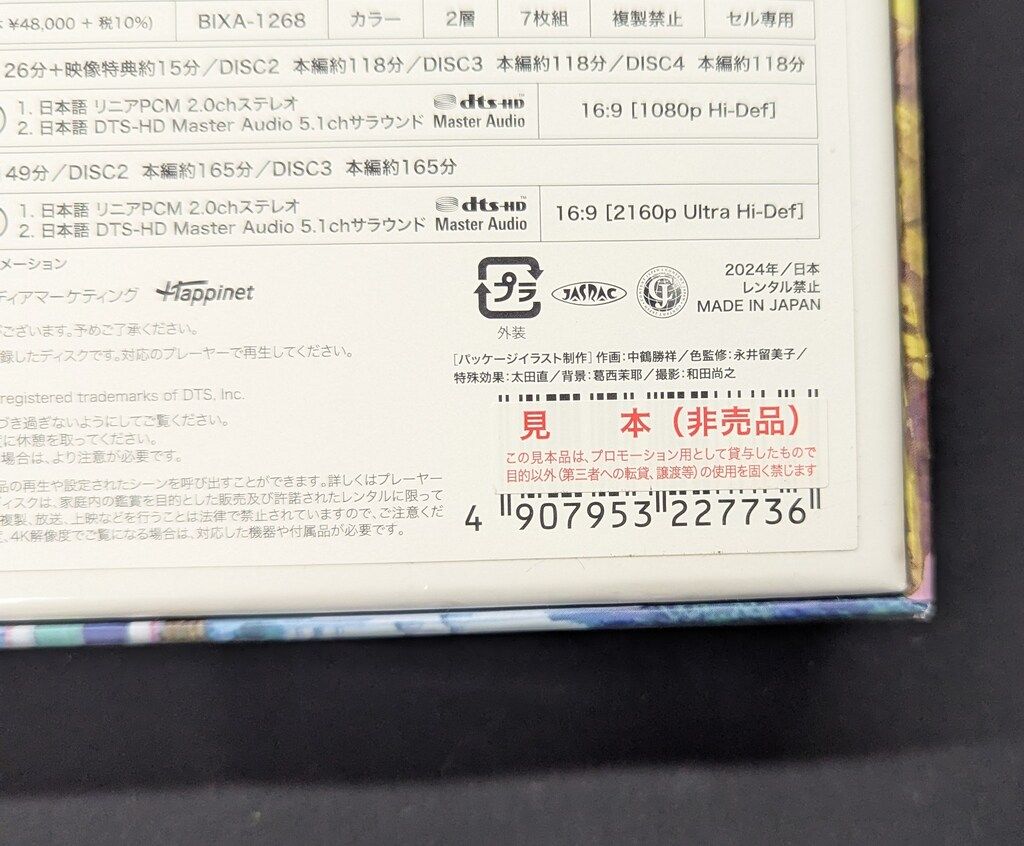 ¥48,000 + 税10%) BIXA-1268 カラー 2層 7枚組 複製禁止 セル専用
26分+映像特典約15分/DISC2 本編約118分/DISC3 本編約118分/DISC4 本編約118分
1. 日本語 リニアPCM 2.0chステレオ
2. 日本語 DTS-HD Master Audio 5.1chサラウンド
dts-HD
Master Audio
16:9 [1080p Hi-Def]
49分/DISC2 本編約165分/DISC3 本編約165分
1. 日本語 リニアPCM 2.0chステレオ
2. 日本語 DTS-HD Master Audio 5.1chサラウンド
dts-HD
Master Audio
16:9 [2160p Ultra Hi-Def]
メーション
ディアマーケティング Happinet
ございます。予めご了承ください。
録したディスクです。対応のプレーヤーで再生してください。
registered trademarks of DTS, Inc.
づき過ぎないようにしてご覧ください。
に休憩を取ってください。
場合は、より注意が必要です。
品の再生や設定されたシーンを呼び出すことができます。詳しくはプレーヤー
ディスクは、家庭内の鑑賞を目的とした販売及び許諾されたレンタルに限って
複製、放送、上映などを行うことは法律で禁止されていますので、ご注意くだ
、4K解像度でご覧になる場合は、対応した機器や付属品が必要です。
プラ
外装
JASRAC
2024年/日本
レンタル禁止
MADE IN JAPAN
[パッケージイラスト制作] 作画:中鶴勝祥/色監修:永井留美子/
特殊効果:太田直/背景:葛西茉耶/撮影:和田尚之
見 本(非売品)
この見本品は、プロモーション用として貸与したもので
目的以外(第三者への転貸、譲渡等)の使用を固く禁じます
4 907953 227736